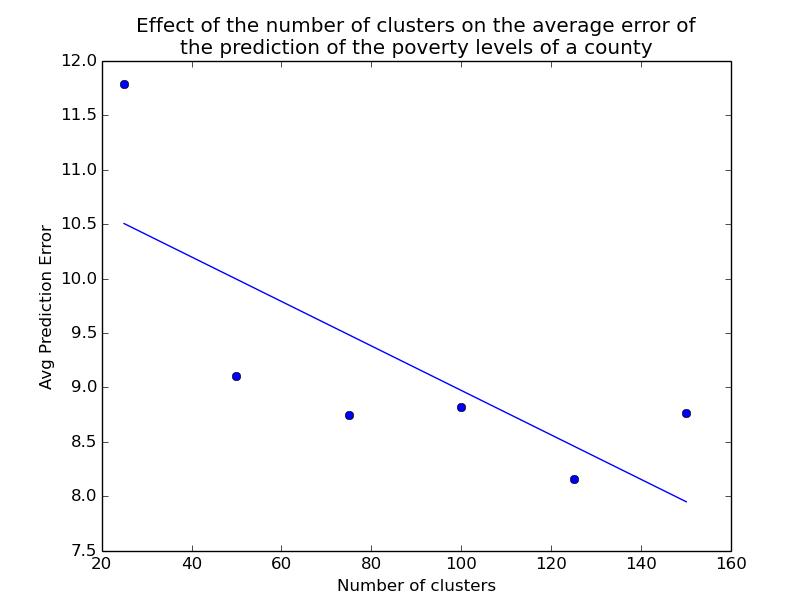 Effect of the number of clusters on the average error of
the prediction of the poverty levels of a county
12.0
11.5
11.0
10.5
10.0
9.5
9.0
8.5
8.0
7.5
Avg Prediction Error
20 40 60 80 100 120 140 160
Number of clusters